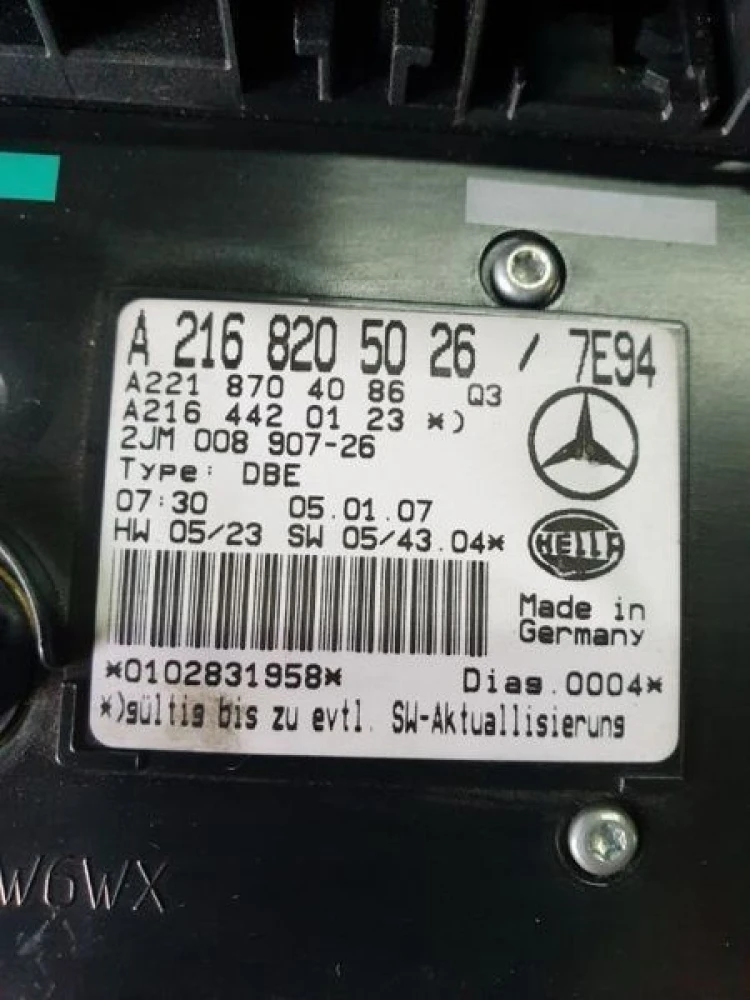 A 216 820 50 26 / 7E94
A221 870 40 86 Q3
A216 442 01 23 *)
2JM 008 907-26
Type: DBE
07:30 05.01.07
HW 05/23 SW 05/43.04*
HELLA
Made in
Germany
*0102831958* Diag.0004*
*)gültig bis zu evtl. SW-Aktuallisierung
W6WX